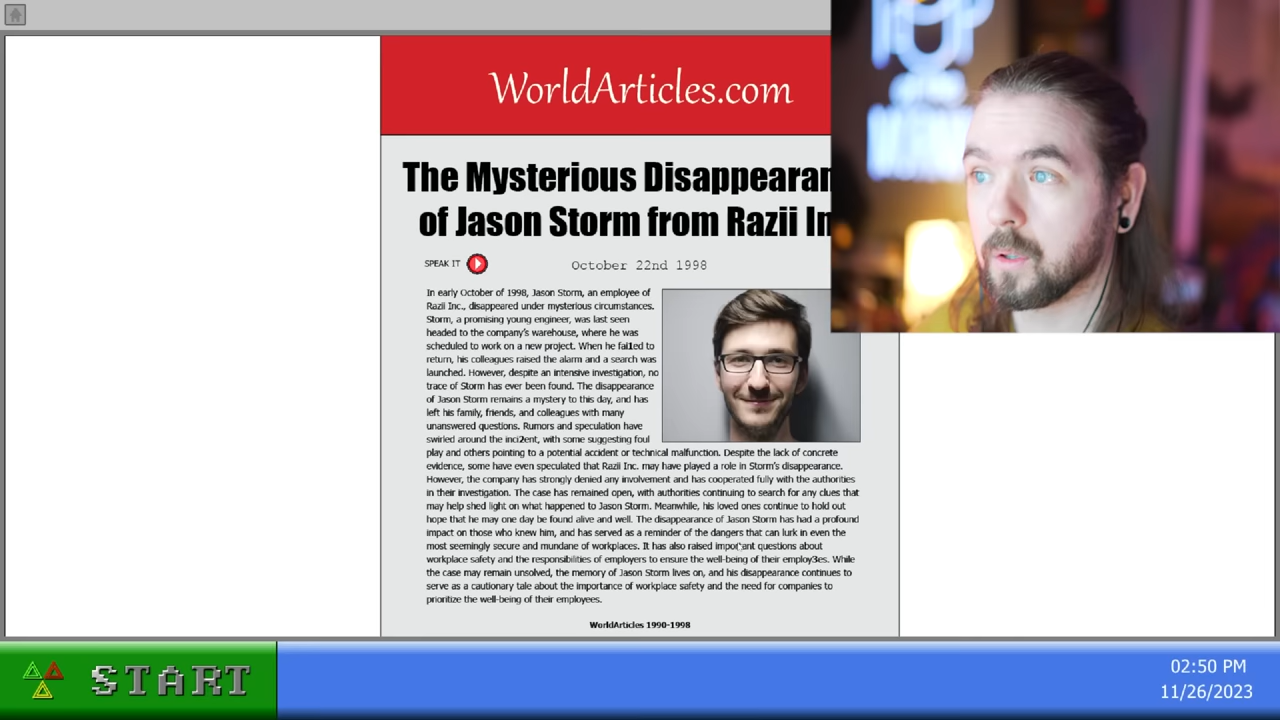 WorldArticles.com
The Mysterious Disappearan
of Jason Storm from Razii In
SPEAK IT
October 22nd 1998
In early October of 1998, Jason Storm, an employee of
Razii Inc., disappeared under mysterious circumstances.
Storm, a promising young engineer, was last seen
headed to the company's warehouse, where he was
scheduled to work on a new project. When he fai1ed to
return, his colleagues raised the alarm and a search was
launched. However, despite an intensive investigation, no
trace of Storm has ever been found. The disappearance
of Jason Storm remains a mystery to this day, and has
left his family, friends, and colleagues with many
unanswered questions. Rumors and speculation have
swirled around the inci2ent, with some suggesting foul
play and others pointing to a potential accident or technical malfunction. Despite the lack of concrete
evidence, some have even speculated that Razii Inc. may have played a role in Storm's disappearance.
However, the company has strongly denied any involvement and has cooperated fully with the authorities
in their investigation. The case has remained open, with authorities continuing to search for any clues that
may help shed light on what happened to Jason Storm. Meanwhile, his loved ones continue to hold out
hope that he may one day be found alive and well. The disappearance of Jason Storm has had a profound
impact on those who knew him, and has served as a reminder of the dangers that can lurk in even the
most seemingly secure and mundane of workplaces. It has also raised questions about
workplace safety and the responsibilities of employers to ensure the well-being of their employ3es. While
the case may remain unsolved, the memory of Jason Storm lives on, and his disappearance continues to
serve as a cautionary tale about the importance of workplace safety and the need for companies to
prioritize the well-being of their employees.
WorldArticles 1990-1998
START
02:50 PM
11/26/2023